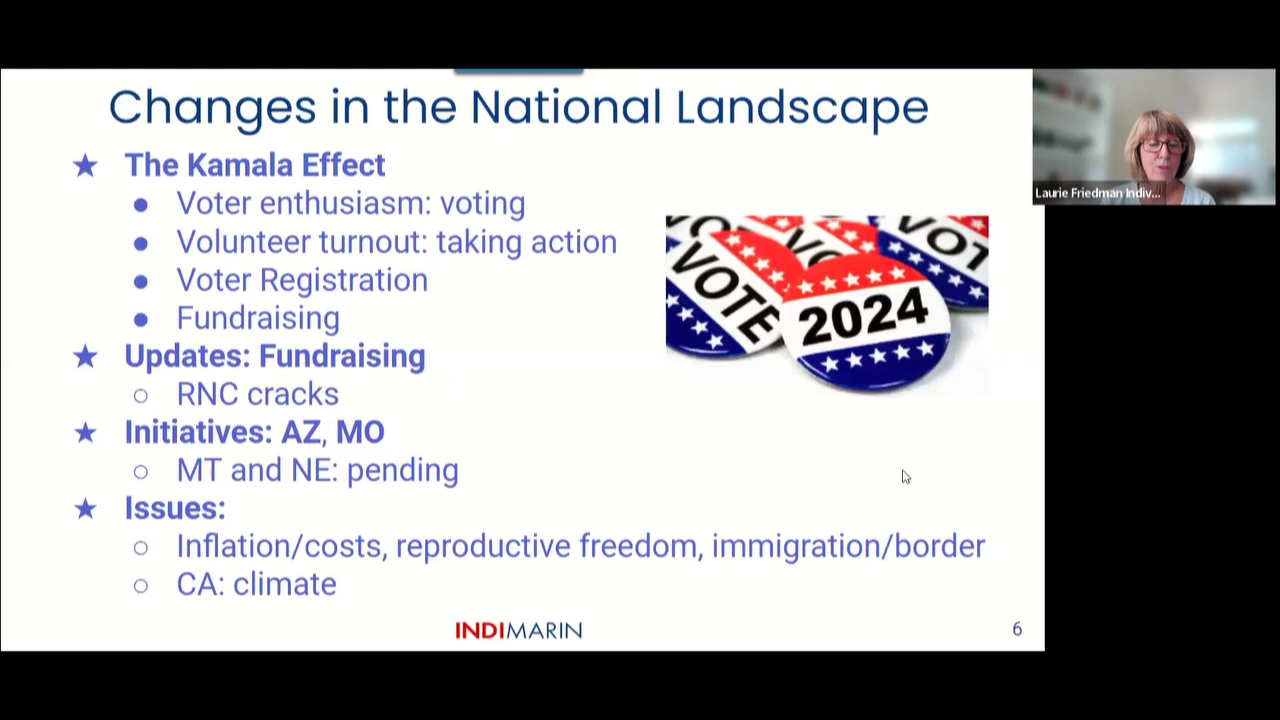 Changes in the National Landscape
★ The Kamala Effect
● Voter enthusiasm: voting
● Volunteer turnout: taking action
● Voter Registration
● Fundraising
★ Updates: Fundraising
○ RNC cracks
★ Initiatives: AZ, MO
○ MT and NE: pending
★ Issues:
○ Inflation/costs, reproductive freedom, immigration/border
○ CA: climate
VOTE
VO
VOT
2024
INDIMARIN
6
Laurie Friedman Indiv...